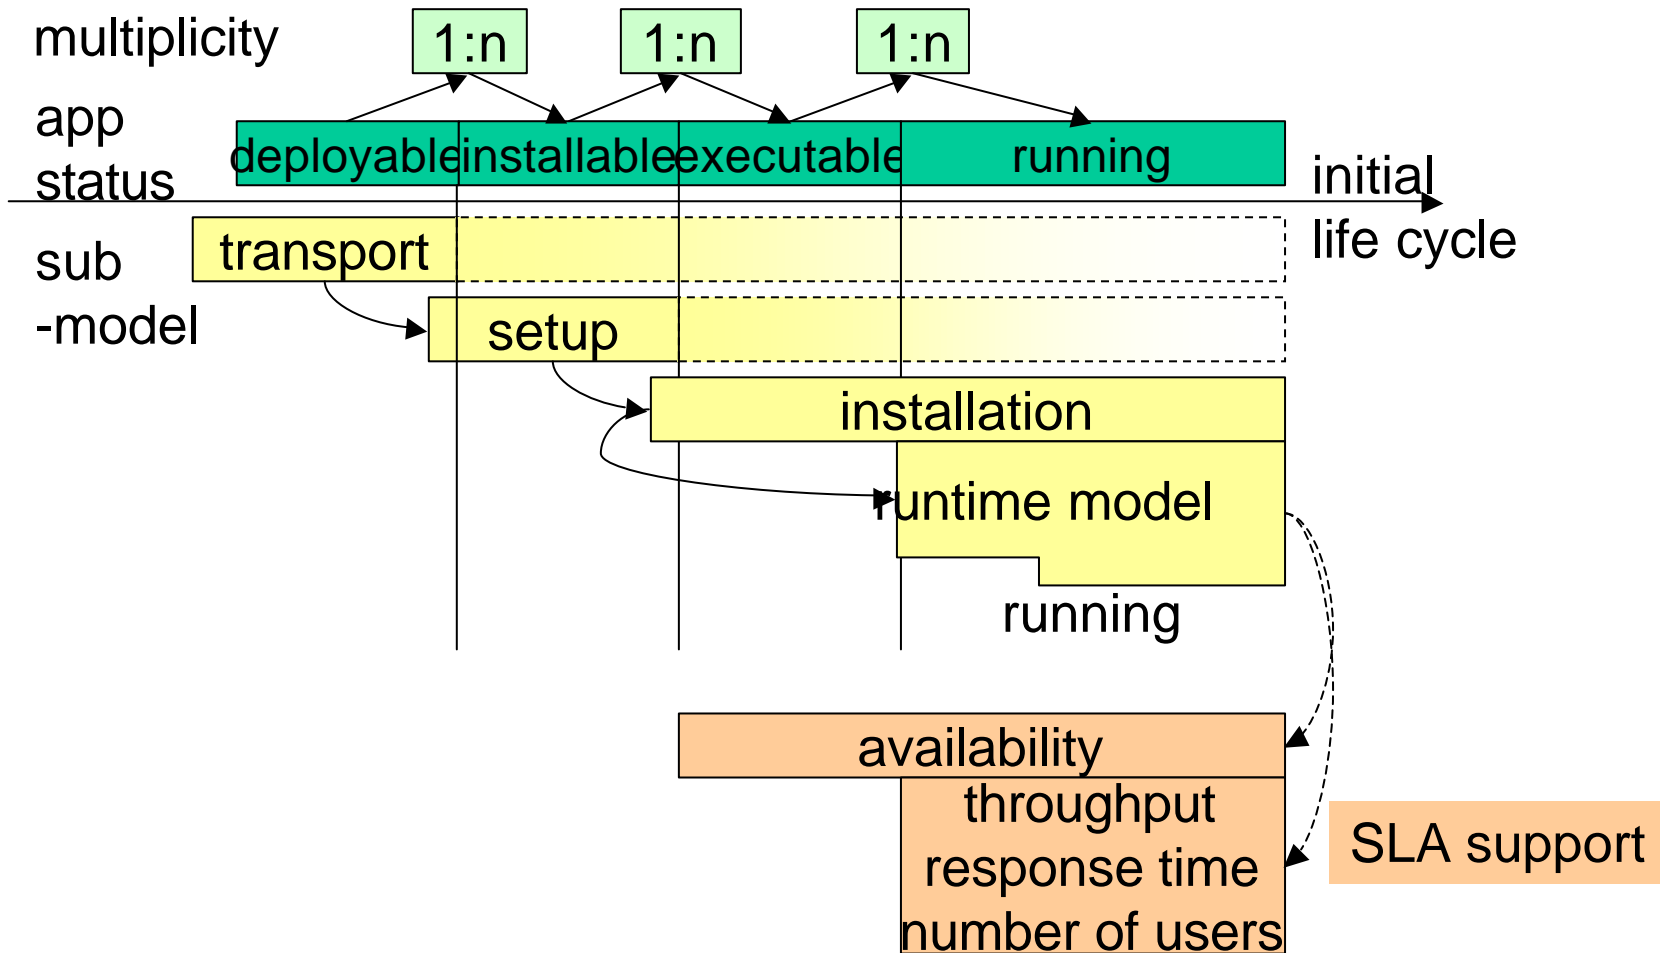 multiplicity
1:n
1:n
1:n
app
status
deployable
installable
executable
running
initial
life cycle
sub
-model
transport
setup
installation
runtime model
running
availability
throughput
response time
number of users
SLA support